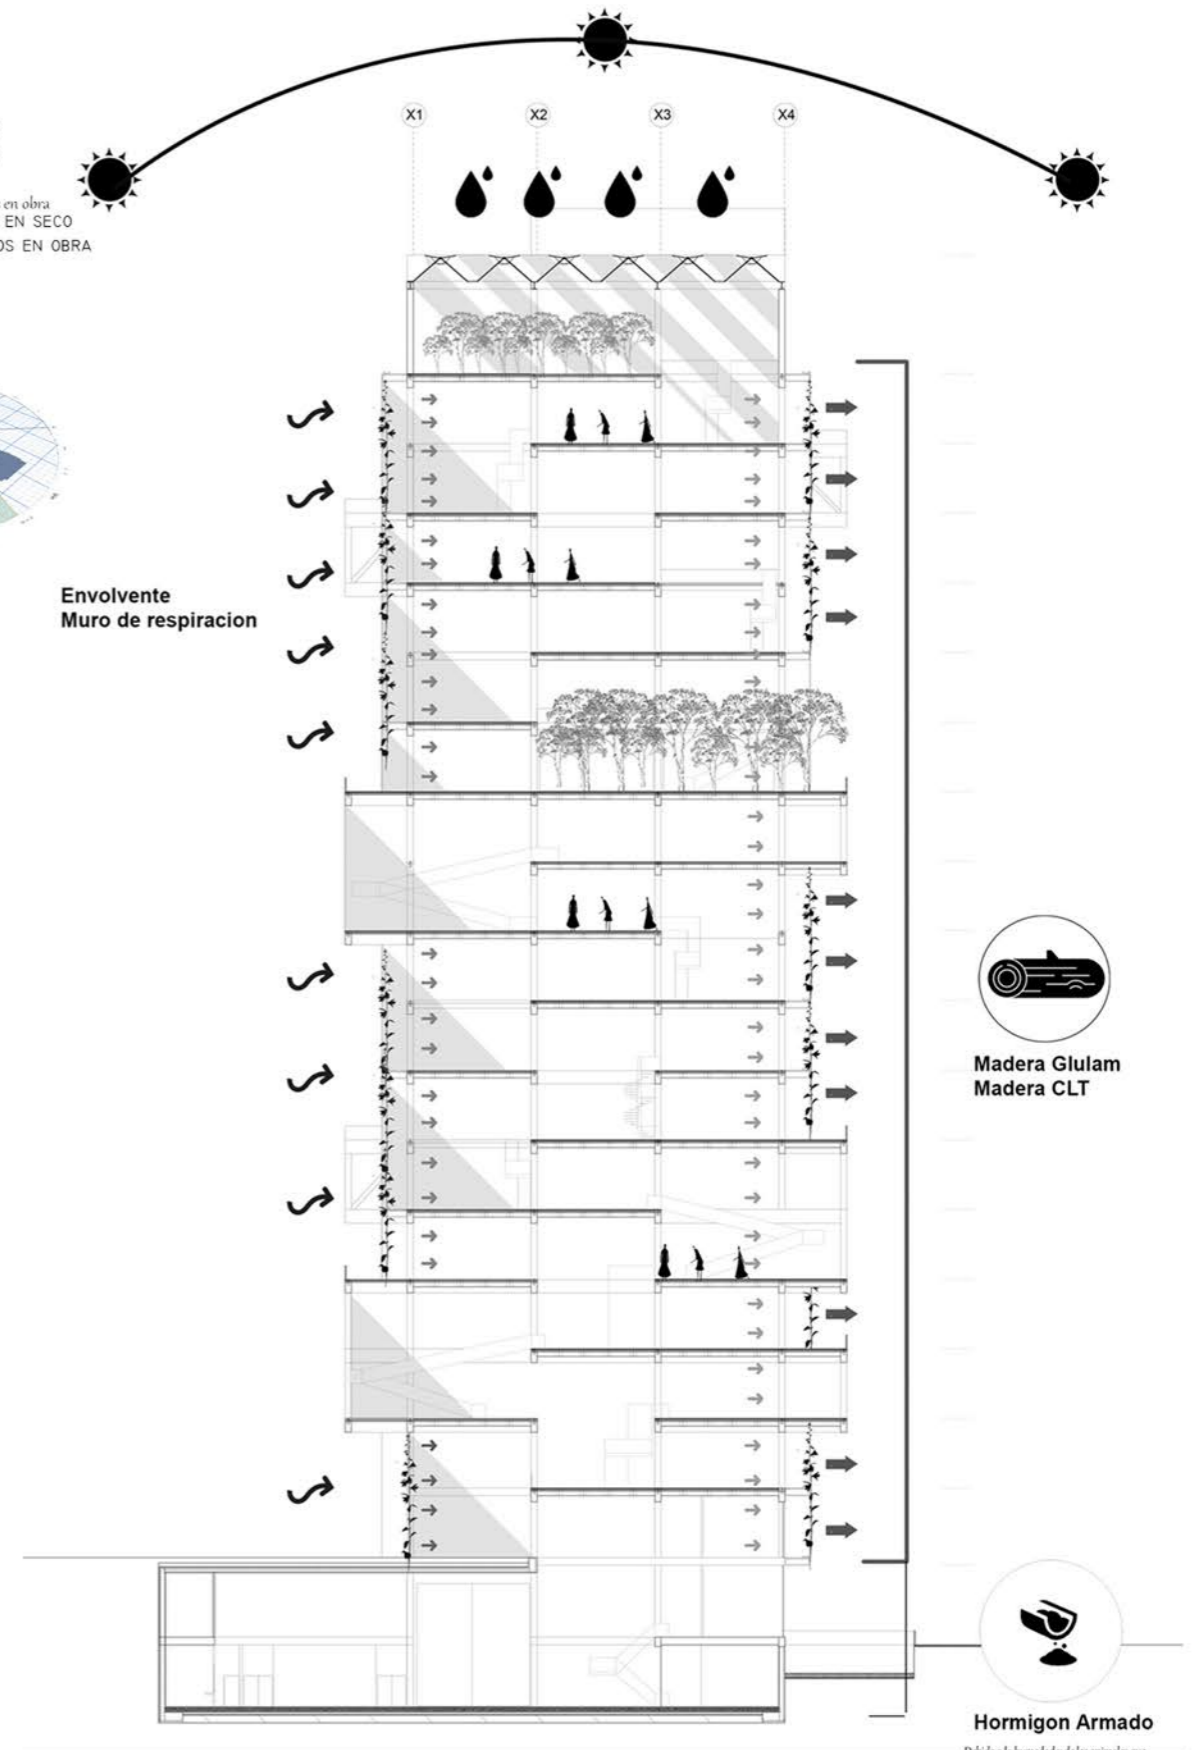 X1 X2 X3 X4
en obra
EN SECO
OS EN OBRA
Envolvente
Muro de respiracion
Madera Glulam
Madera CLT
Hormigon Armado